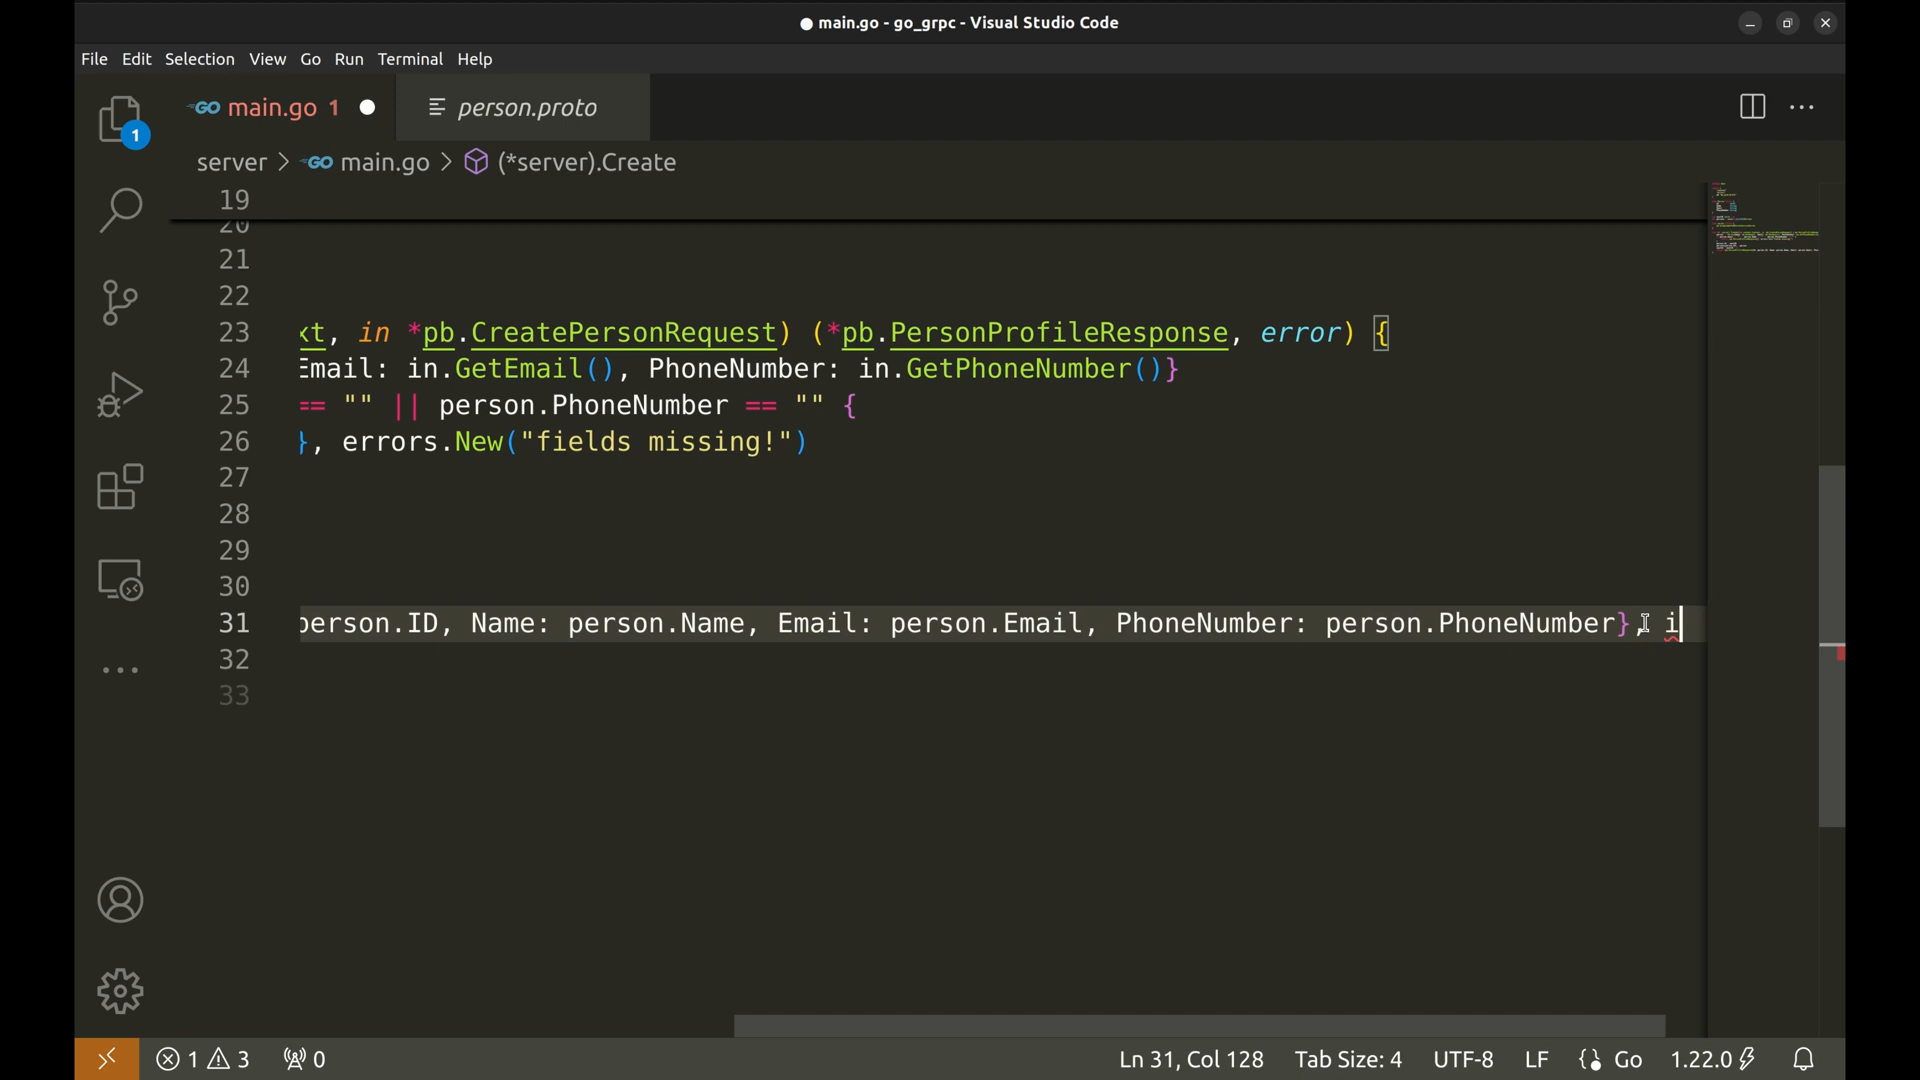 main.go - go_grpc - Visual Studio Code
File Edit Selection View Go Run Terminal Help
GO main.go 1 person.proto
1
server > GO main.go > (*server).Create
19
20
21
22
23 xt, in *pb.CreatePersonRequest) (*pb.PersonProfileResponse, error) {
24 Email: in.GetEmail(), PhoneNumber: in.GetPhoneNumber()}
25 == "" || person.PhoneNumber == "" {
26 }, errors.New("fields missing!")
27
28
29
30
31 person.ID, Name: person.Name, Email: person.Email, PhoneNumber: person.PhoneNumber}, i
32
33
1 3 0 Ln 31, Col 128 Tab Size: 4 UTF-8 LF Go 1.22.0